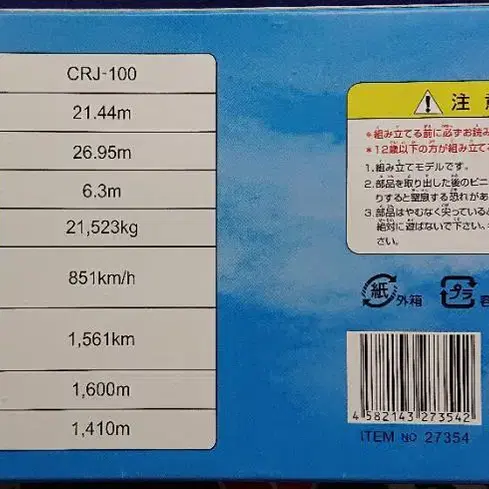 CRJ-100
21.44m
26.95m
6.3m
21,523kg
851km/h
1,561km
1,600m
1,410m
注
*組み立てる前に必ずお読み
*12歳以下の方が組み立て
1.組み立てモデルです。
2.部品を取り出した後のビニ
りすると窒息する恐れがあ
3.部品はやむなく尖っている
絶対に遊ばないで下さい。
紙
外箱
プラ
4 582143 273542
ITEM NO 27354